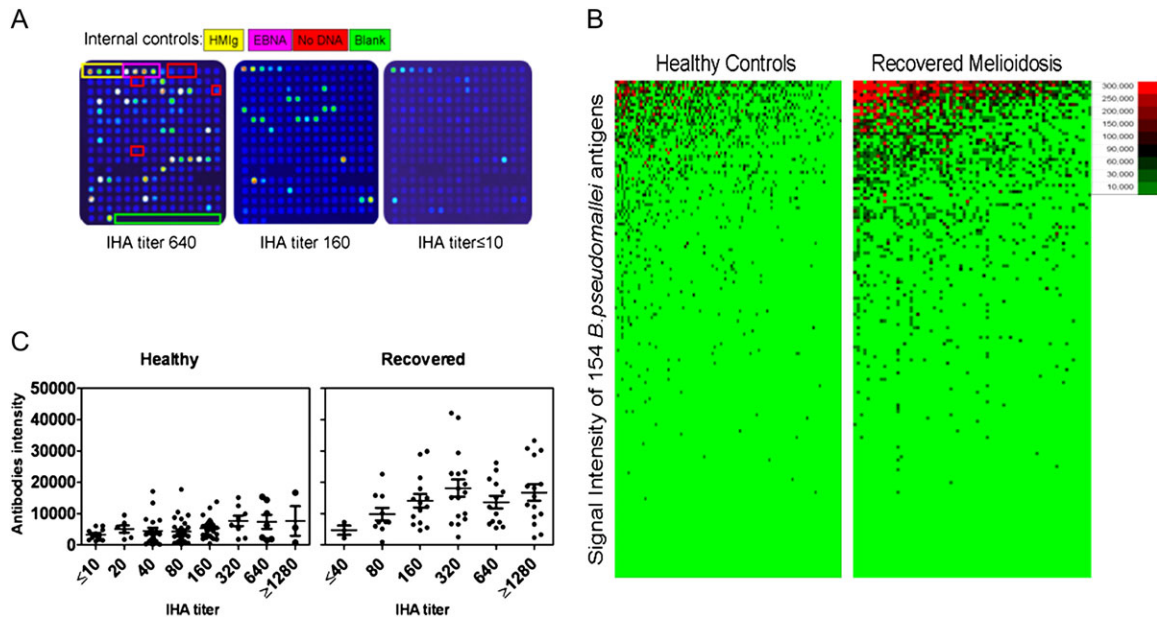 A
Internal controls: HMIg EBNA No DNA Blank
IHA titer 640
IHA titer 160
IHA titer≤10
B
Healthy Controls
Recovered Melioidosis
Signal Intensity of 154 B.pseudomallei antigens
300.000
250.000
200.000
150.000
100.000
90.000
60.000
30.000
10.000
C
Healthy
Recovered
Antibodies intensity
50000
40000
30000
20000
10000
0
≤10 20 40 80 160 320 640 ≥1280
IHA titer
≤40 80 160 320 640 ≥1280
IHA titer